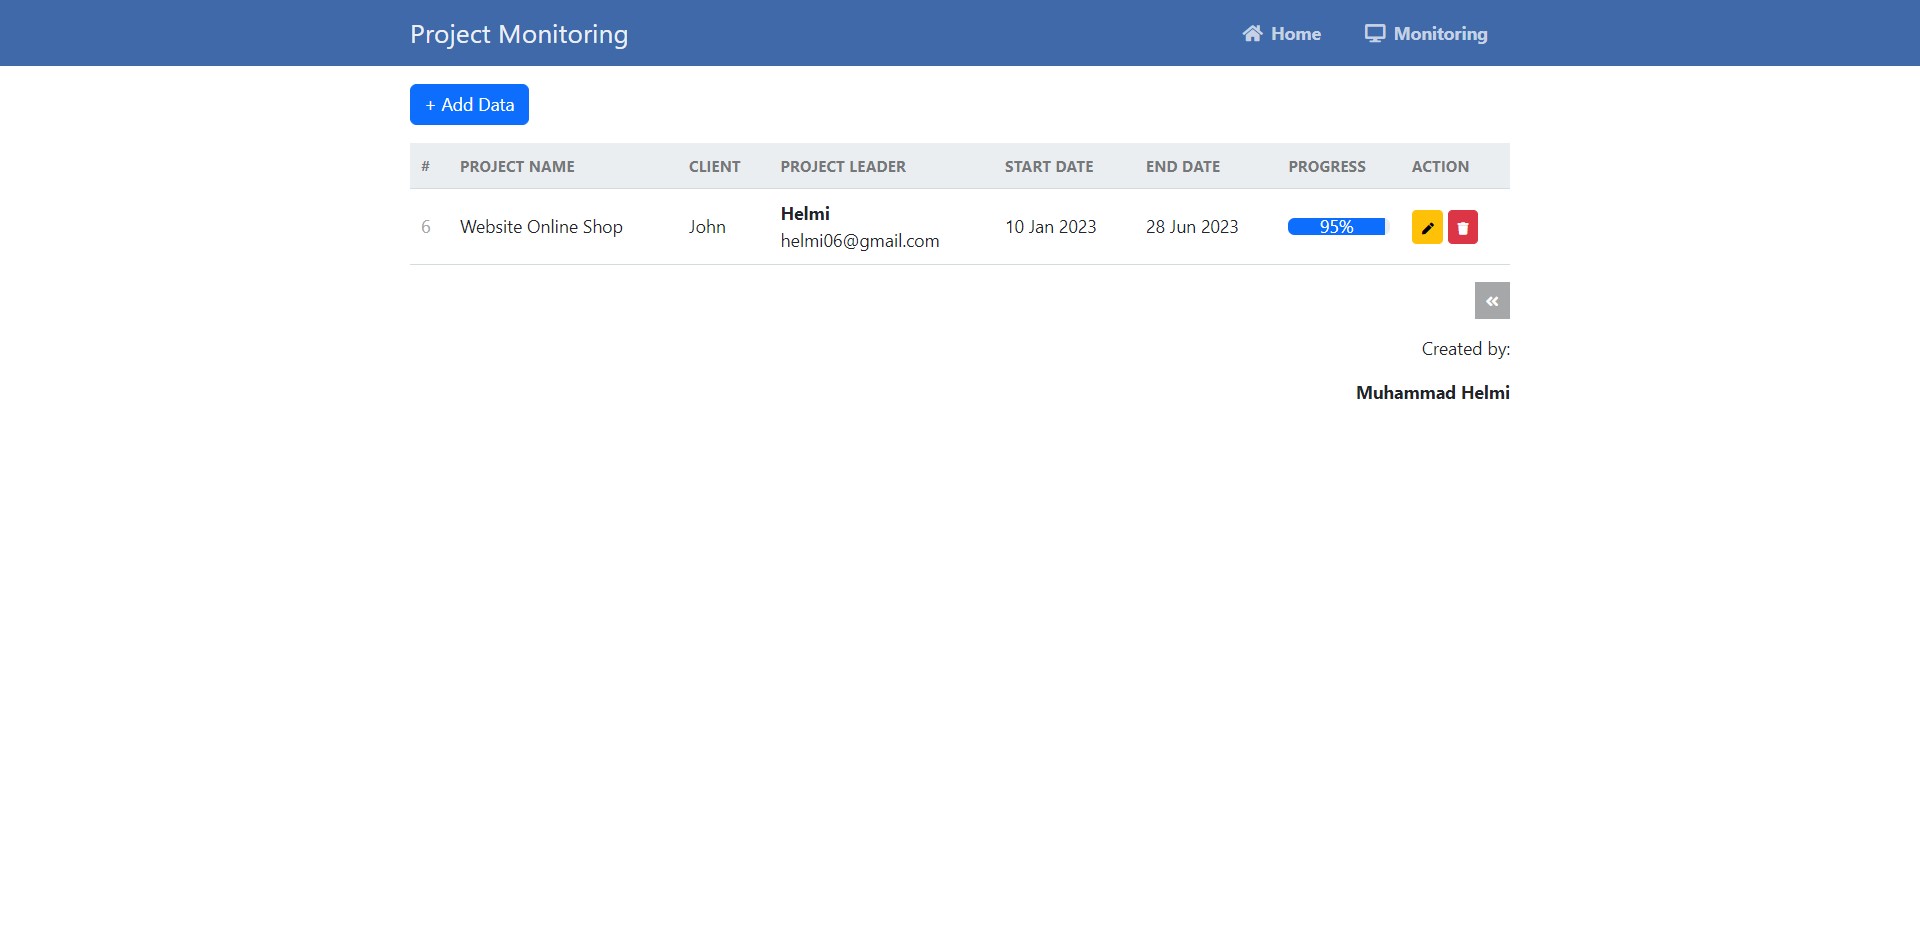 Project Monitoring Home Monitoring
+ Add Data
# PROJECT NAME CLIENT PROJECT LEADER START DATE END DATE PROGRESS ACTION
6 Website Online Shop John Helmi 10 Jan 2023 28 Jun 2023 95%
helmi06@gmail.com
«
Created by:
Muhammad Helmi